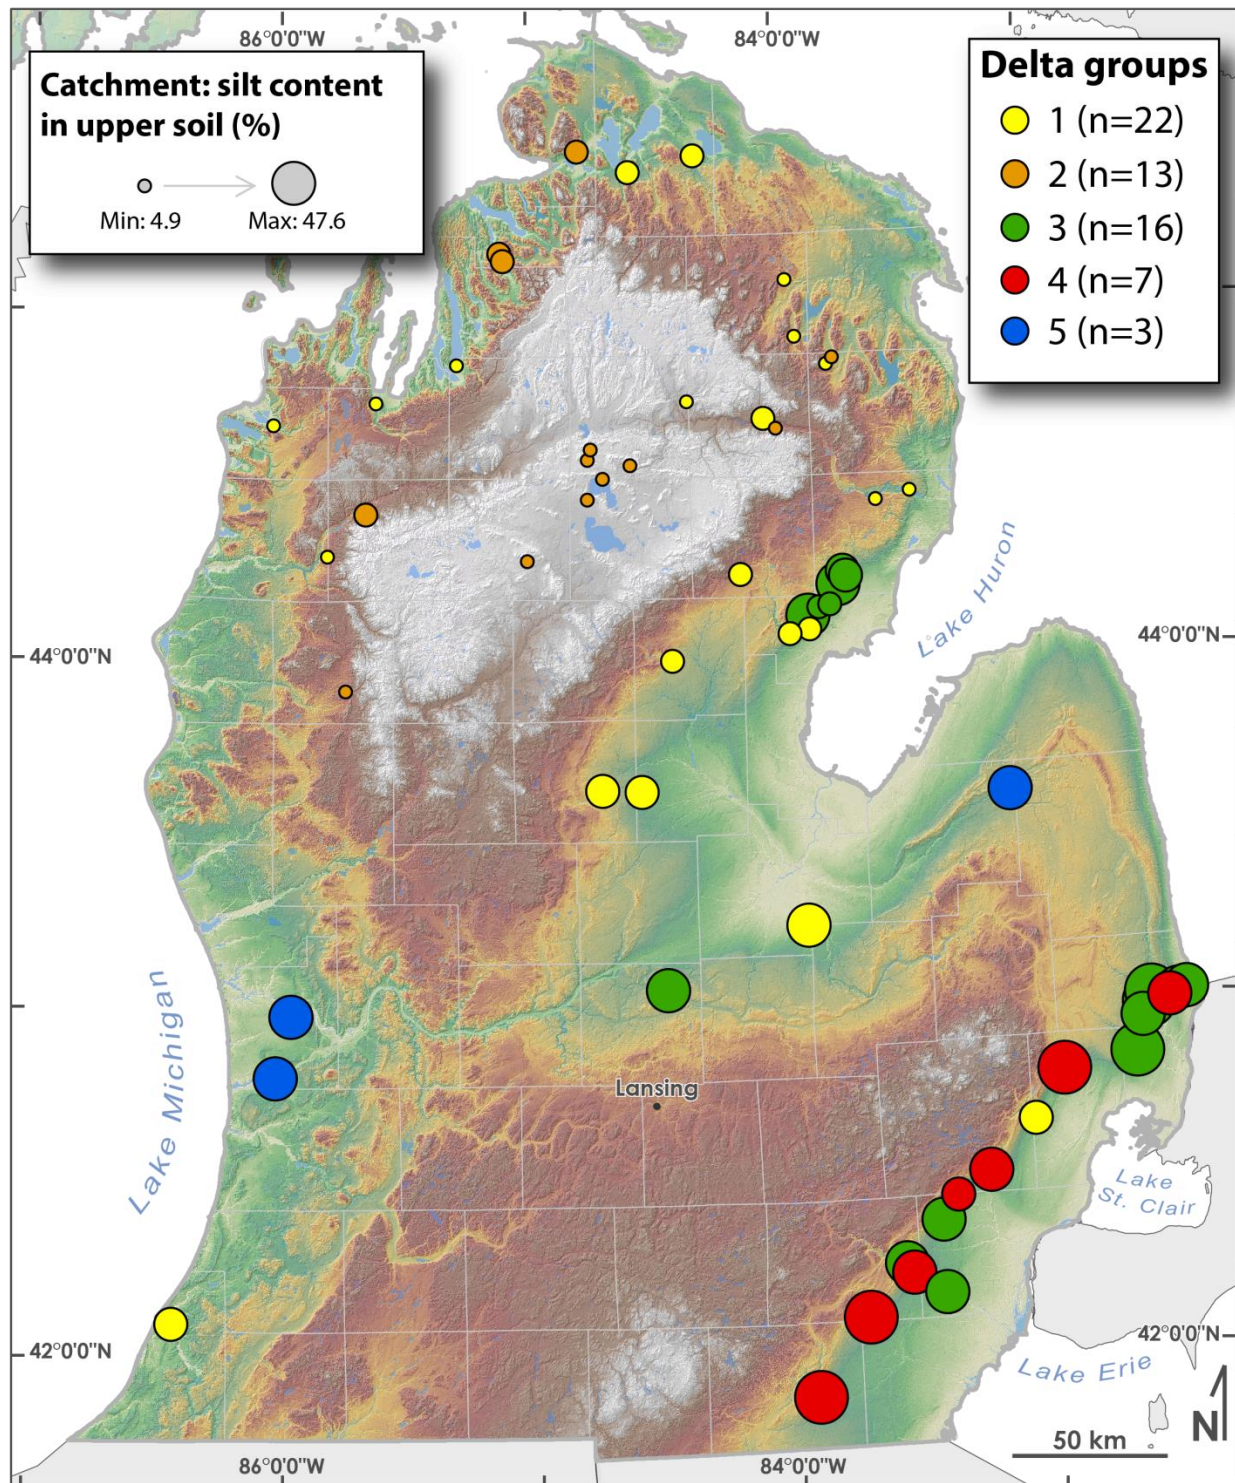 86°0'0"W
84°0'0"W
Catchment: silt content
in upper soil (%)
Min: 4.9
Max: 47.6
Delta groups
1 (n=22)
2 (n=13)
3 (n=16)
4 (n=7)
5 (n=3)
Lake Huron
44°0'0"N
44°0'0"N
Lake Michigan
Lansing
Lake
St. Clair
42°0'0"N
42°0'0"N
Lake Erie
N
50 km
86°0'0"W
84°0'0"W